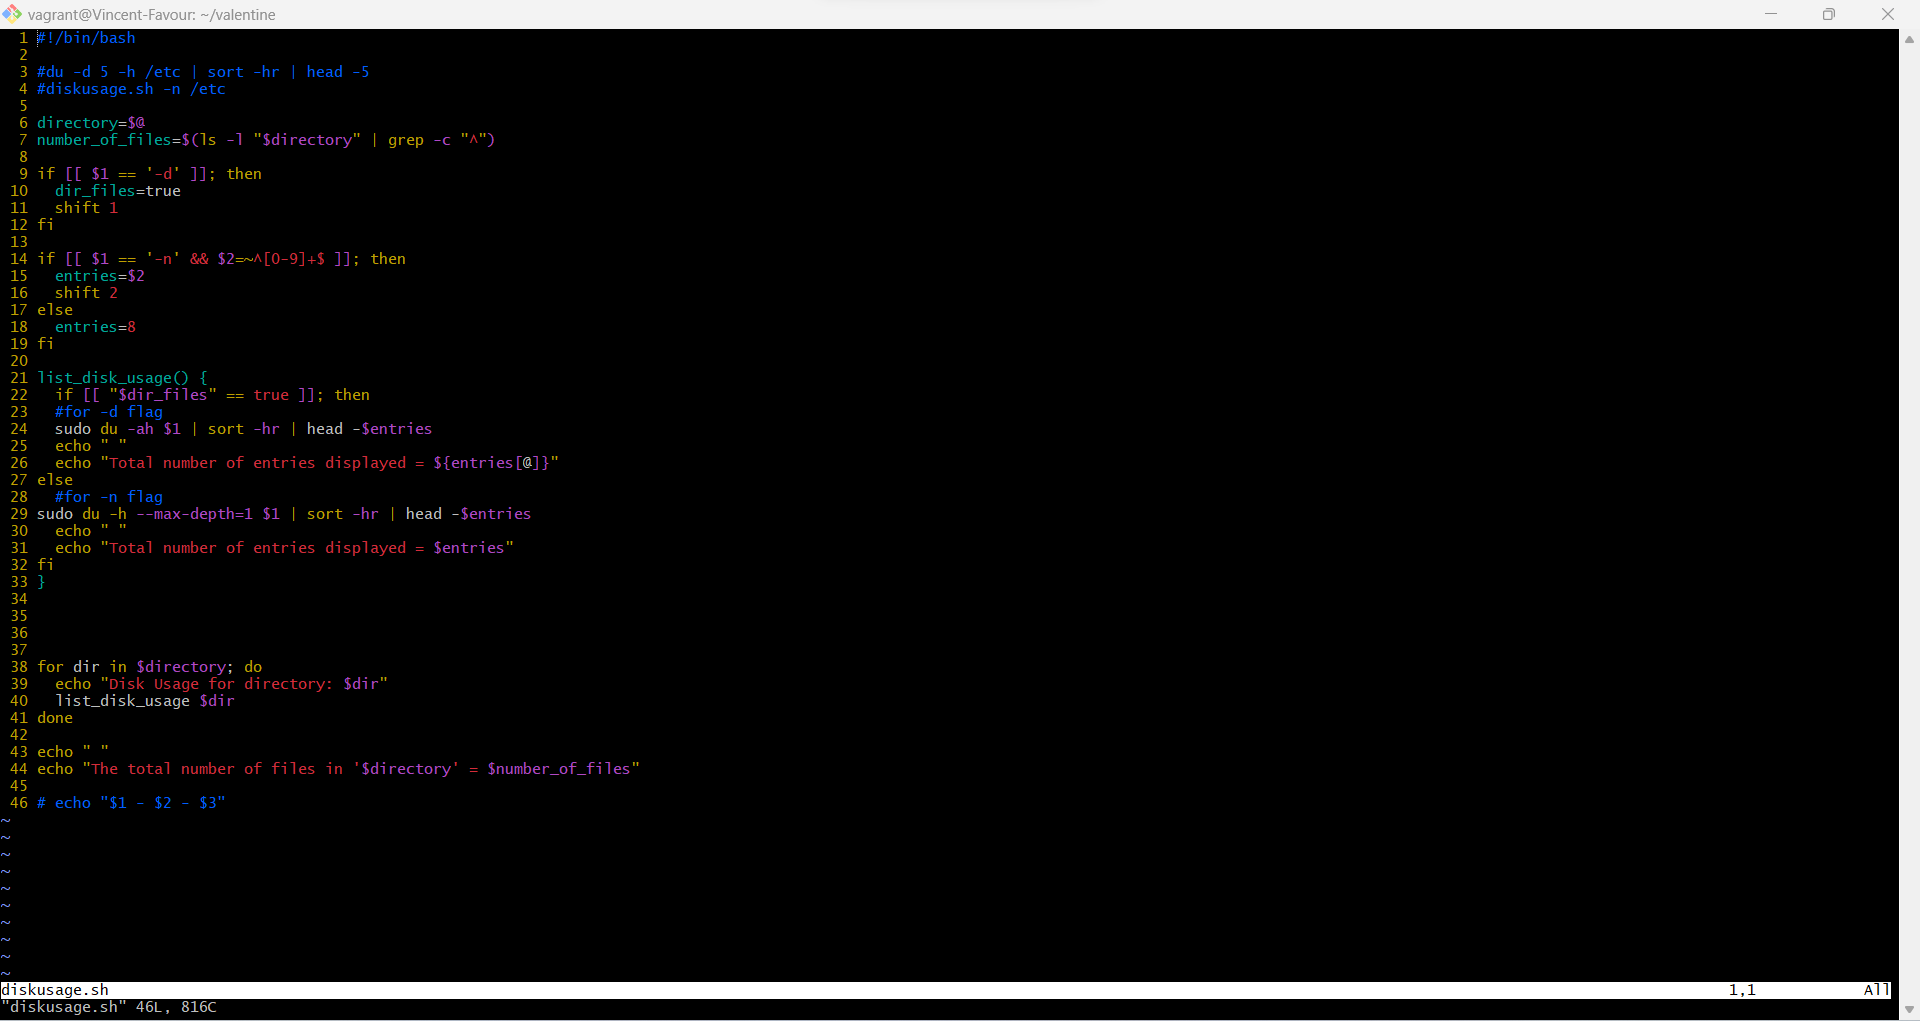 vagrant@Vincent-Favour: ~/valentine
1 #!/bin/bash
2
3 #du -d 5 -h /etc | sort -hr | head -5
4 #diskusage.sh -n /etc
5
6 directory=$@
7 number_of_files=$(ls -l "$directory" | grep -c "^")
8
9 if [[ $1 == '-d' ]]; then
10   dir_files=true
11   shift 1
12 fi
13
14 if [[ $1 == '-n' && $2=~^[0-9]+$ ]]; then
15   entries=$2
16   shift 2
17 else
18   entries=8
19 fi
20
21 list_disk_usage() {
22   if [[ "$dir_files" == true ]]; then
23   #for -d flag
24   sudo du -ah $1 | sort -hr | head -$entries
25   echo " "
26   echo "Total number of entries displayed = ${entries[@]}"
27 else
28   #for -n flag
29 sudo du -h --max-depth=1 $1 | sort -hr | head -$entries
30   echo " "
31   echo "Total number of entries displayed = $entries"
32 fi
33 }
34
35
36
37
38 for dir in $directory; do
39   echo "Disk Usage for directory: $dir"
40   list_disk_usage $dir
41 done
42
43 echo " "
44 echo "The total number of files in '$directory' = $number_of_files"
45
46 # echo "$1 - $2 - $3"
~
~
~
~
~
~
~
~
~
~
diskusage.sh 1,1 All
"diskusage.sh" 46L, 816C